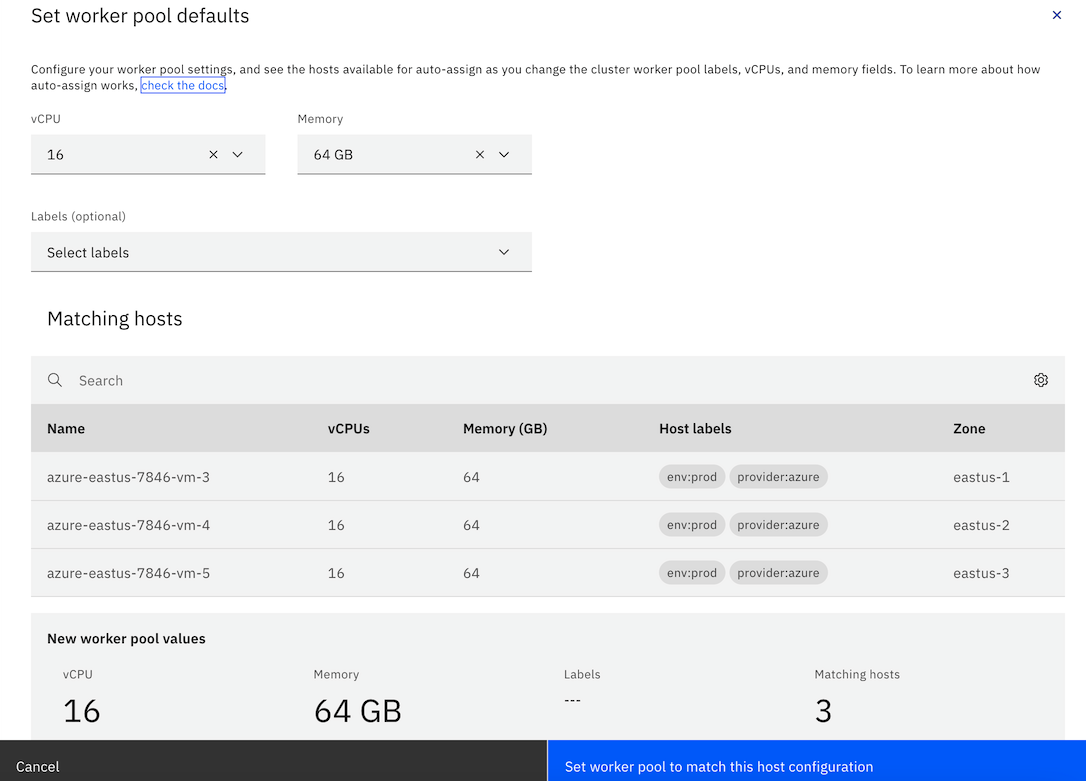 Set worker pool defaults
Configure your worker pool settings, and see the hosts available for auto-assign as you change the cluster worker pool labels, vCPUs, and memory fields. To learn more about how
auto-assign works, check the docs.
vCPU Memory
16 64 GB
Labels (optional)
Select labels
Matching hosts
Search
Name vCPUs Memory (GB) Host labels Zone
azure-eastus-7846-vm-3 16 64 env:prod provider:azure eastus-1
azure-eastus-7846-vm-4 16 64 env:prod provider:azure eastus-2
azure-eastus-7846-vm-5 16 64 env:prod provider:azure eastus-3
New worker pool values
vCPU Memory Labels Matching hosts
16 64 GB --- 3
Cancel Set worker pool to match this host configuration